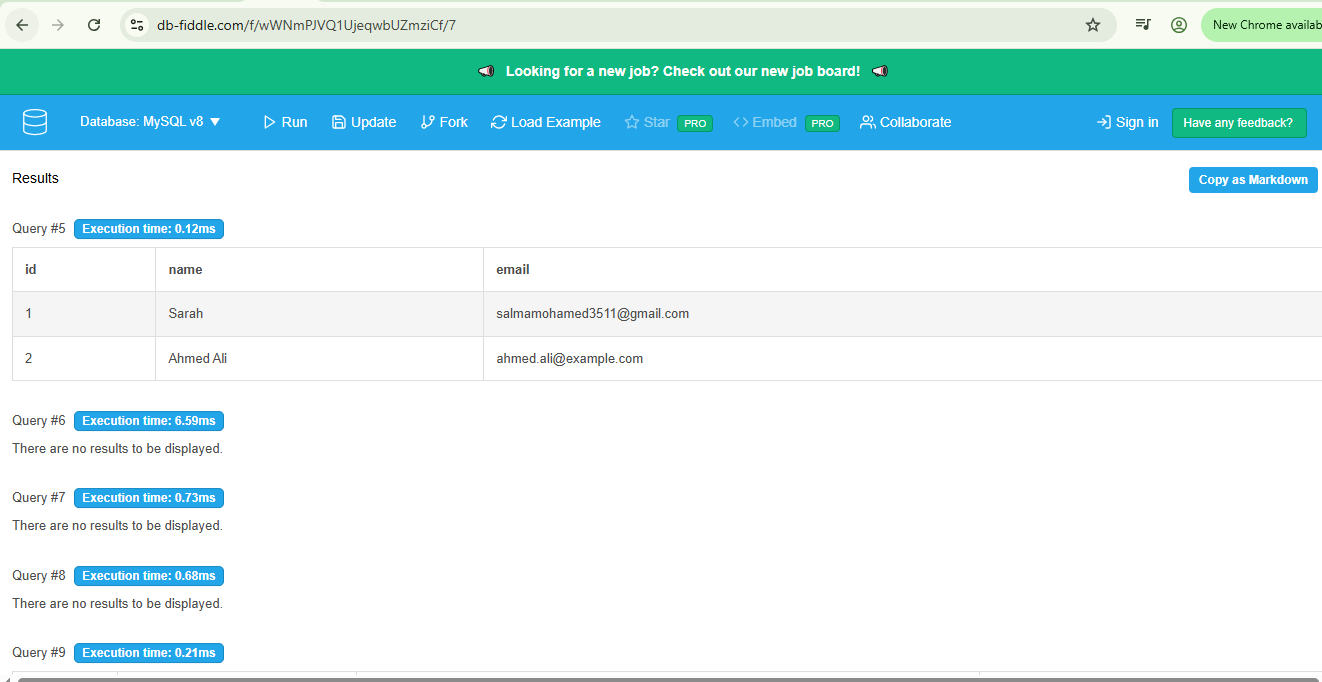 db-fiddle.com/f/wWNmPJVQ1UjeqwbUZmziCf/7
New Chrome availab
Looking for a new job? Check out our new job board!
Database: MySQL v8 ▼ Run Update Fork Load Example Star PRO Embed PRO Collaborate Sign in Have any feedback?
Results
Copy as Markdown
Query #5 Execution time: 0.12ms
id name email
1 Sarah salmamohamed3511@gmail.com
2 Ahmed Ali ahmed.ali@example.com
Query #6 Execution time: 6.59ms
There are no results to be displayed.
Query #7 Execution time: 0.73ms
There are no results to be displayed.
Query #8 Execution time: 0.68ms
There are no results to be displayed.
Query #9 Execution time: 0.21ms